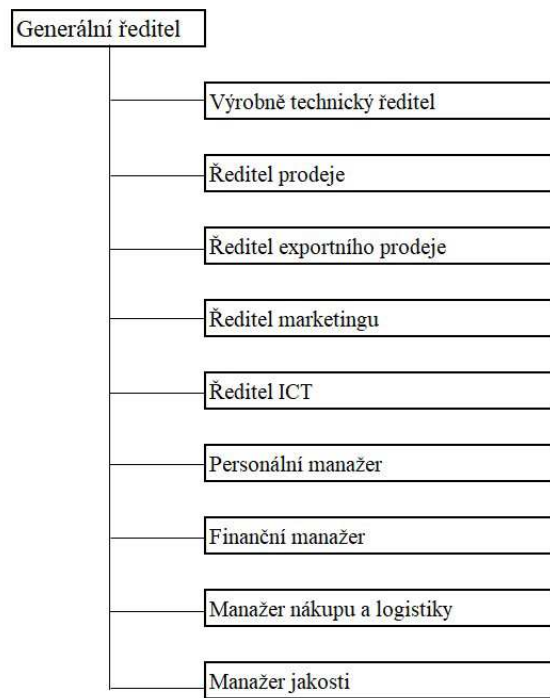 Generální ředitel
Výrobně technický ředitel
Ředitel prodeje
Ředitel exportního prodeje
Ředitel marketingu
Ředitel ICT
Personální manažer
Finanční manažer
Manažer nákupu a logistiky
Manažer jakosti